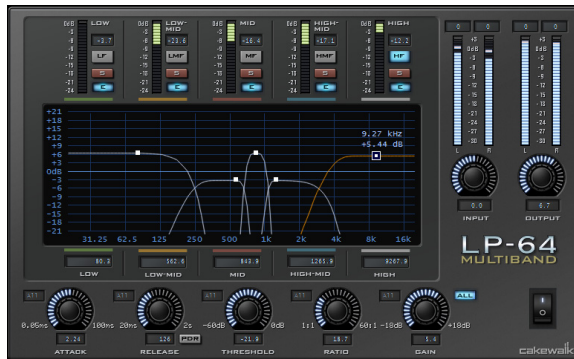 LOW LOW-MID MID HIGH-MID HIGH
-3.7 -23.6 -16.4 -17.1 -12.2
LF LMF MF HMF HF
S S S S
C C C C C
0dB -3 -6 -9 -12 -15 -18 -21 -24
0 0 0 0
+3 0dB -3 -6 -9 -12 -15 -18 -21 -24 -27 -30
L R L R
+21
+18
+15
+12
+9
+6
+3
0dB
-3
-6
-9
-12
-15
-18
-21
9.27 kHz
+5.44 dB
31.25 62.5 125 250 500 1k 2k 4k 8k 16k
0.0 0.7
INPUT OUTPUT
80.3 562.6 843.9 1265.9 9267.9
LOW LOW-MID MID HIGH-MID HIGH
LP-64
MULTIBAND
All All All All All ALL
0.05ms 100ms 20ms 2s -60dB 0dB 1:1 60:1 -18dB +18dB
2.24 126 PDR -21.9 18.7 5.4
ATTACK RELEASE THRESHOLD RATIO GAIN
cakewalk